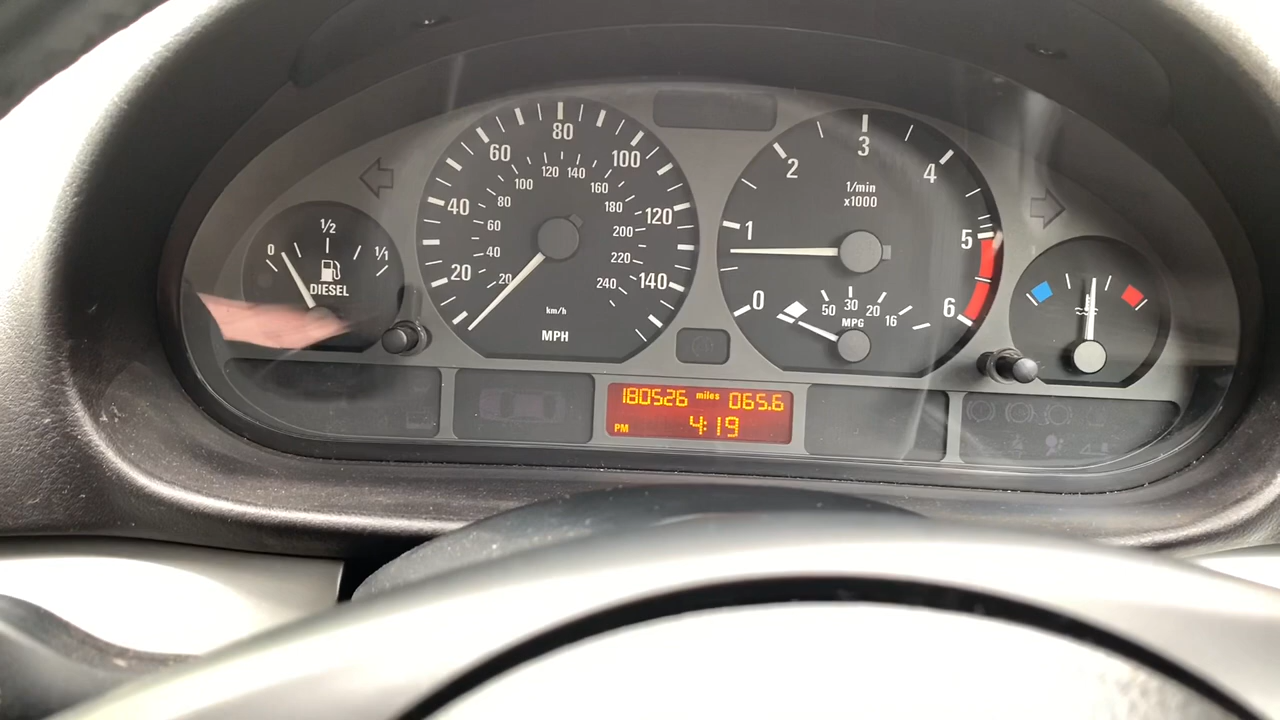 0 1/2 1/1
DIESEL
20 40 60 80 100 120 140
20 40 60 80 100 120 140 160 180 200 220 240
km/h
MPH
0 1 2 3 4 5 6
1/min
x1000
50 30 20 16
MPG
180526 miles 065.6
PM 4:19